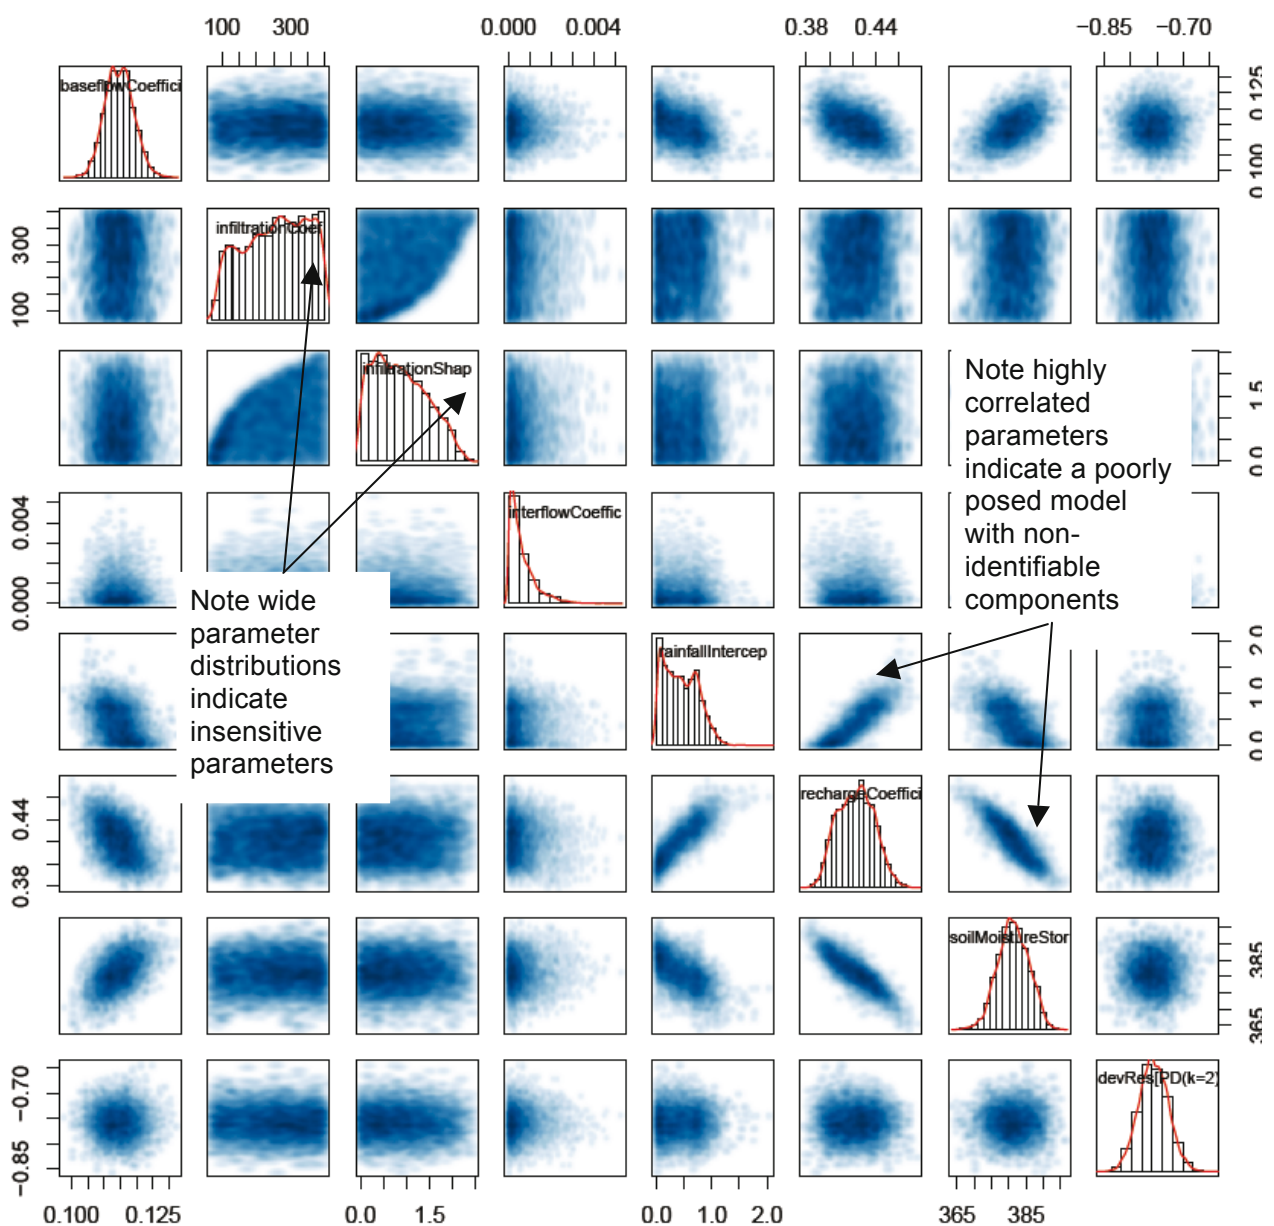 100 300 0.000 0.004 0.38 0.44 −0.85 −0.70
baseflowCoeffici
0.100 0.125
infiltrationCoef
100 300
infiltrationShap
0.0 1.5
Note highly
correlated
parameters
indicate a poorly
posed model
with non-
identifiable
components
interflowCoeffic
0.000 0.004
Note wide
parameter
distributions
indicate
insensitive
parameters
rainfallIntercep
0.0 1.0 2.0
rechargeCoeffici
0.38 0.44
soilMoistureStor
365 385
devRes[PD(k=2)
−0.85 −0.70
0.100 0.125 0.0 1.5 0.0 1.0 2.0 365 385